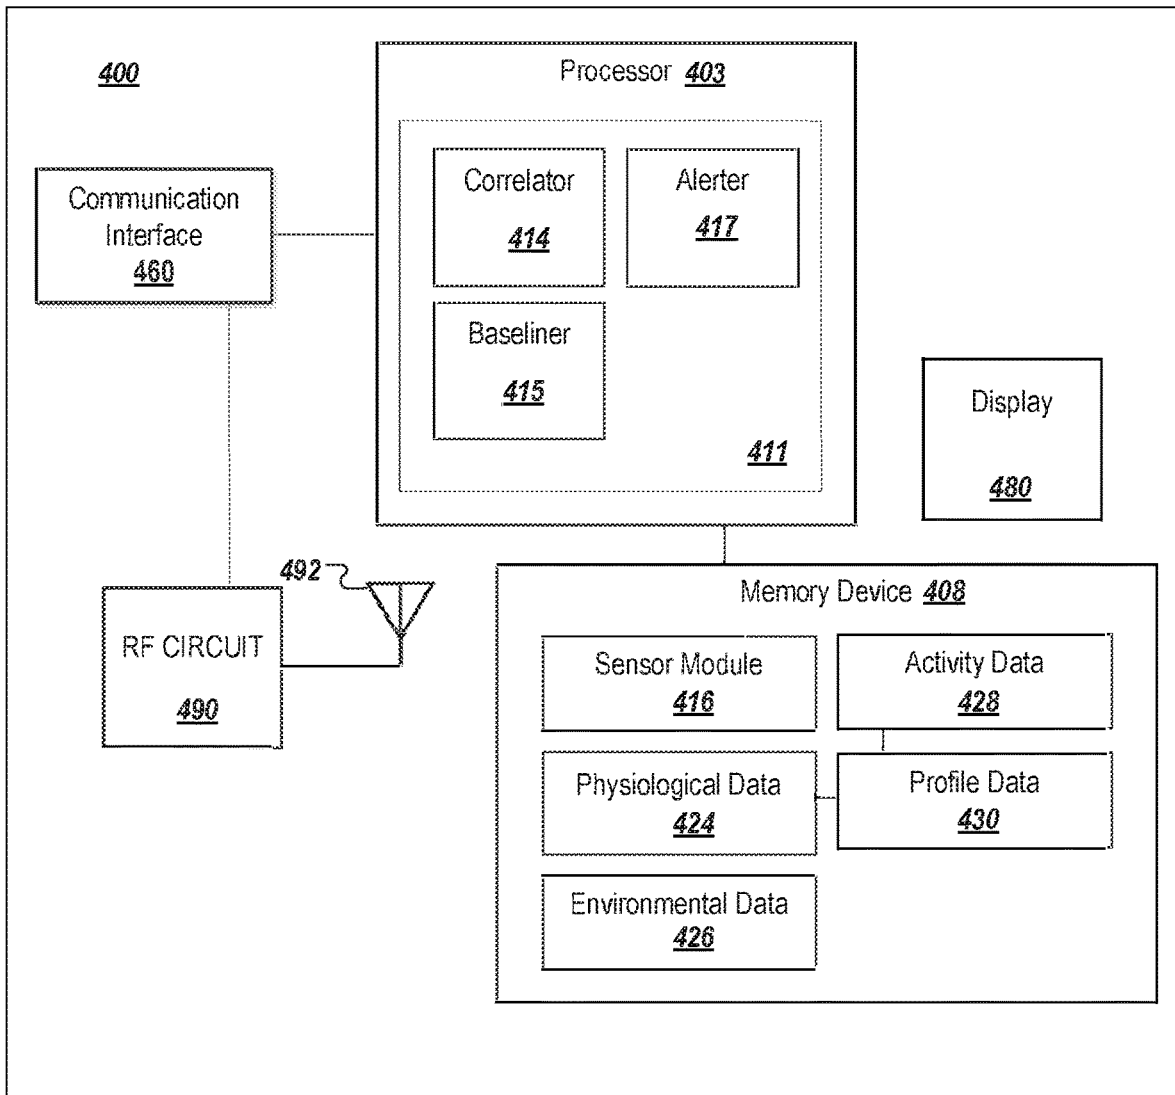 400
Processor 403
Communication
Interface
460
Correlator
414
Alerter
417
Baseliner
415
411
Display
480
492
RF CIRCUIT
490
Memory Device 408
Sensor Module
416
Activity Data
428
Physiological Data
424
Profile Data
430
Environmental Data
426